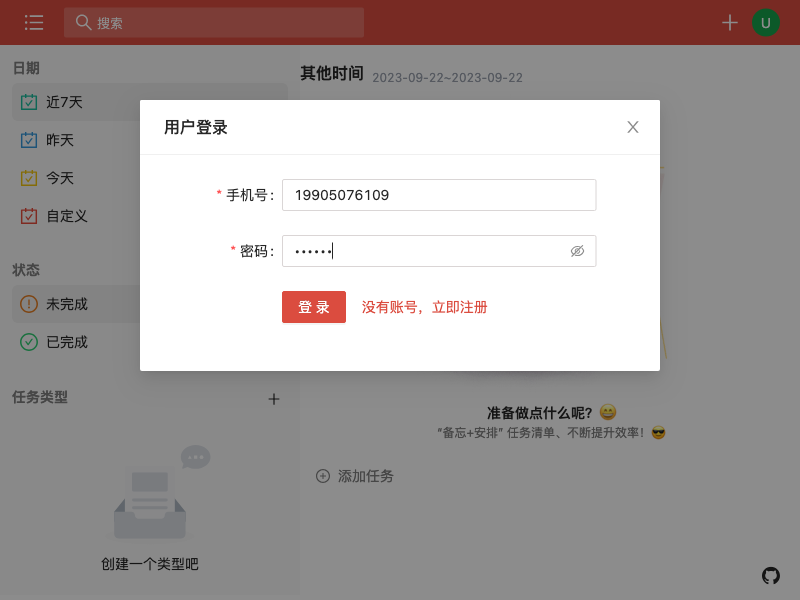 搜索
U
日期
近7天
昨天
今天
自定义
状态
未完成
已完成
任务类型
创建一个类型吧
其他时间 2023-09-22~2023-09-22
用户登录
* 手机号: 19905076109
* 密码: ••••••
登 录 没有账号，立即注册
准备做点什么呢? 😄
“备忘+安排” 任务清单、不断提升效率! 😎
添加任务